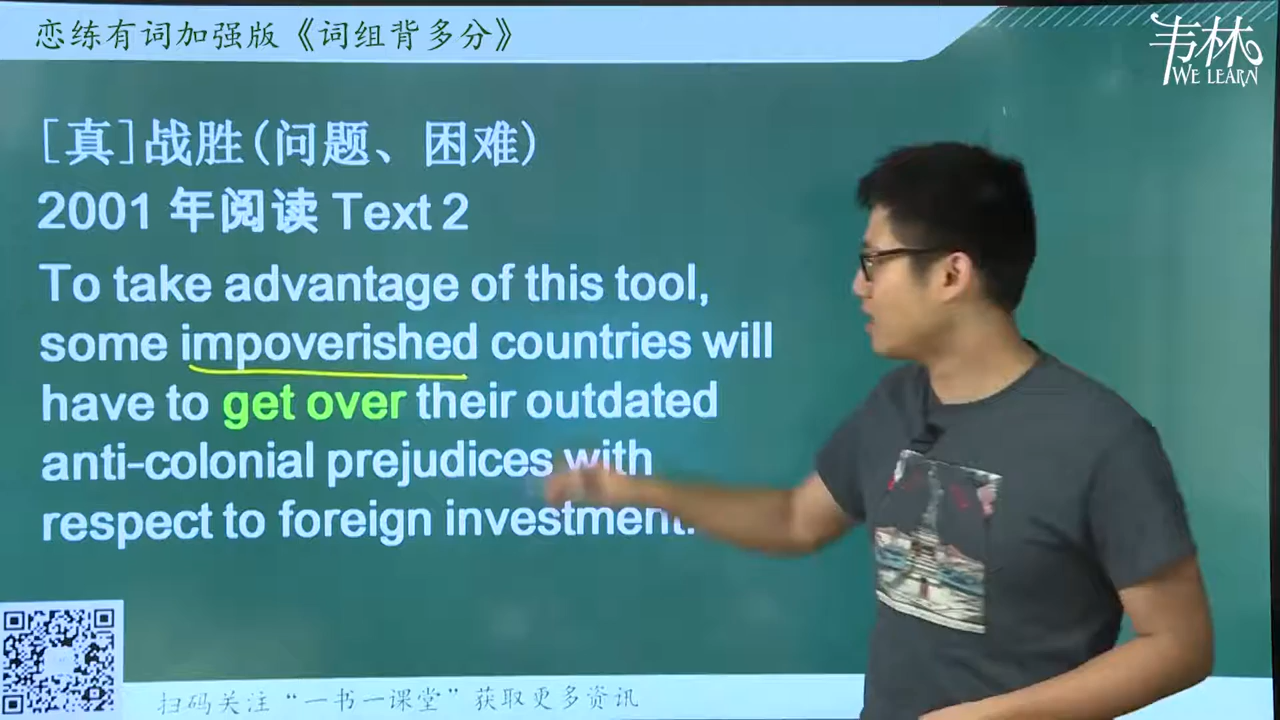 恋练有词加强版《词组背多分》
韦林
WE LEARN
[真]战胜(问题、困难)
2001 年阅读 Text 2
To take advantage of this tool,
some impoverished countries will
have to get over their outdated
anti-colonial prejudices with
respect to foreign investment.
扫码关注“一书一课堂”获取更多资讯